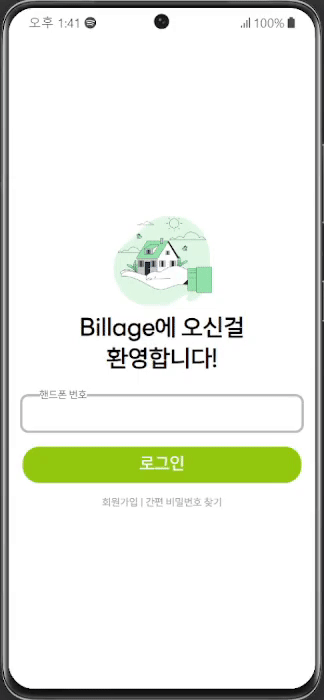 오후 1:41 100%
Billage에 오신걸
환영합니다!
핸드폰 번호
로그인
회원가입 | 간편 비밀번호 찾기